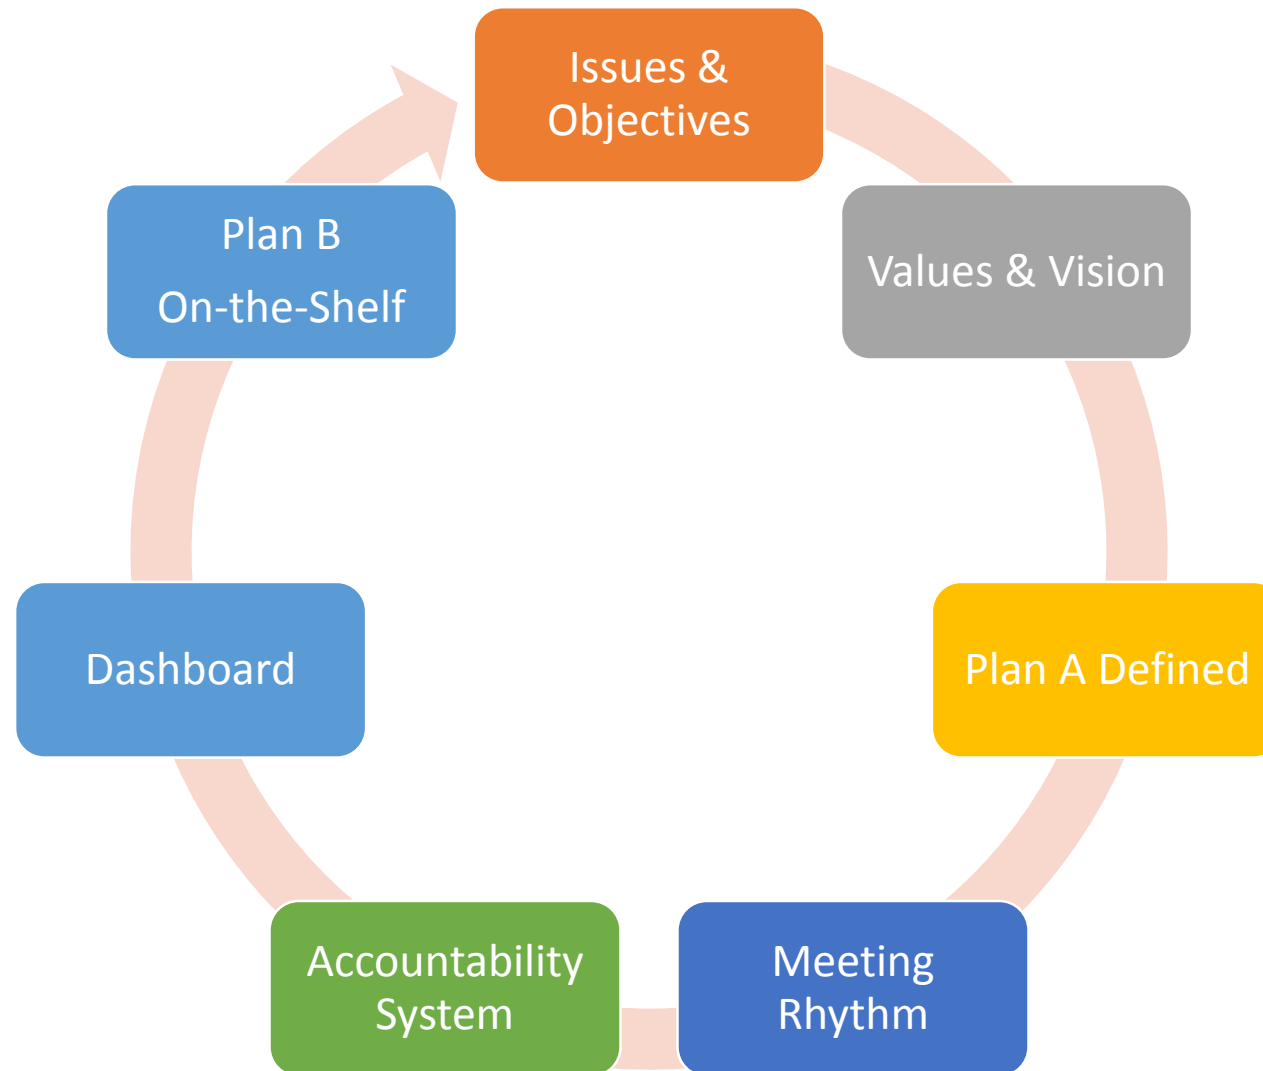 Issues &
Objectives
Values & Vision
Plan A Defined
Meeting
Rhythm
Accountability
System
Dashboard
Plan B
On-the-Shelf